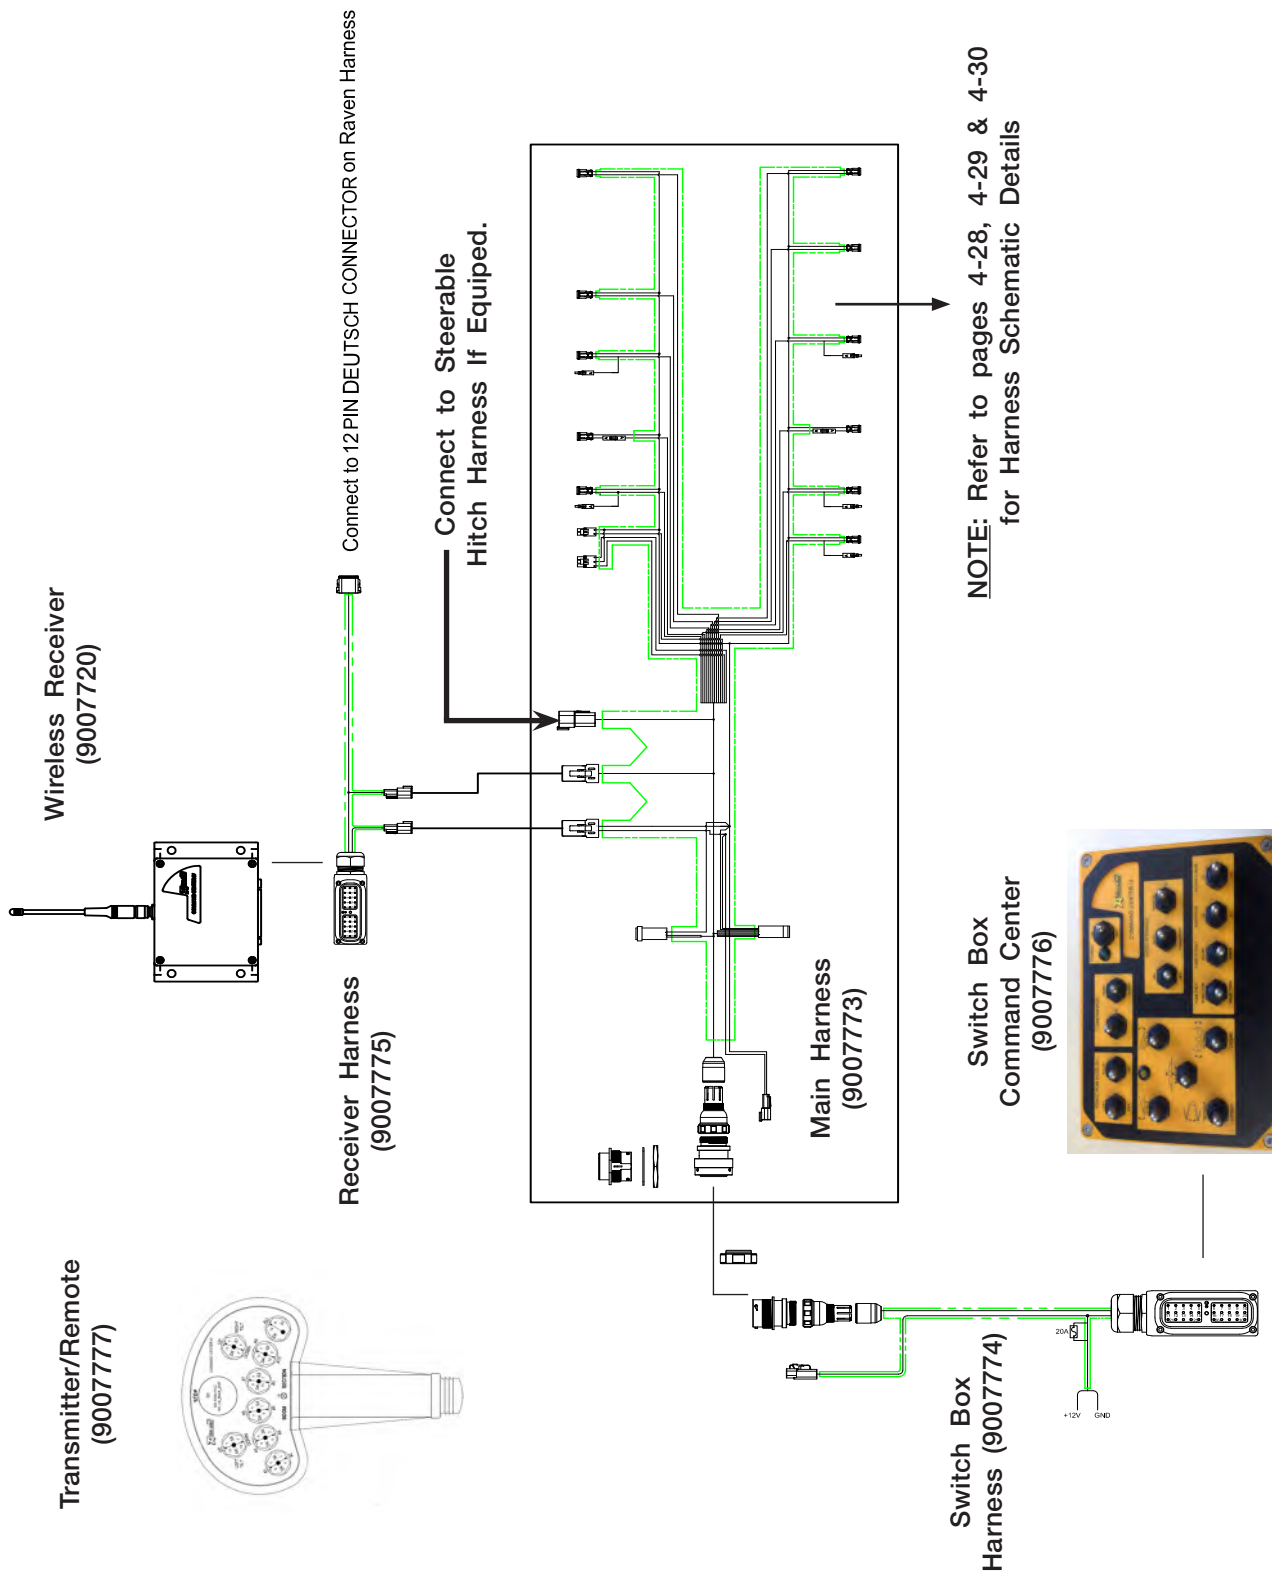 Transmitter/Remote
(9007777)
Wireless Receiver
(9007720)
Receiver Harness
(9007775)
Connect to 12 PIN DEUTSCH CONNECTOR on Raven Harness
Connect to Steerable
Hitch Harness If Equiped.
Main Harness
(9007773)
NOTE: Refer to pages 4-28, 4-29 & 4-30
for Harness Schematic Details
Switch Box
Command Center
(9007776)
Switch Box
Harness (9007774)
20A
+12V
GND